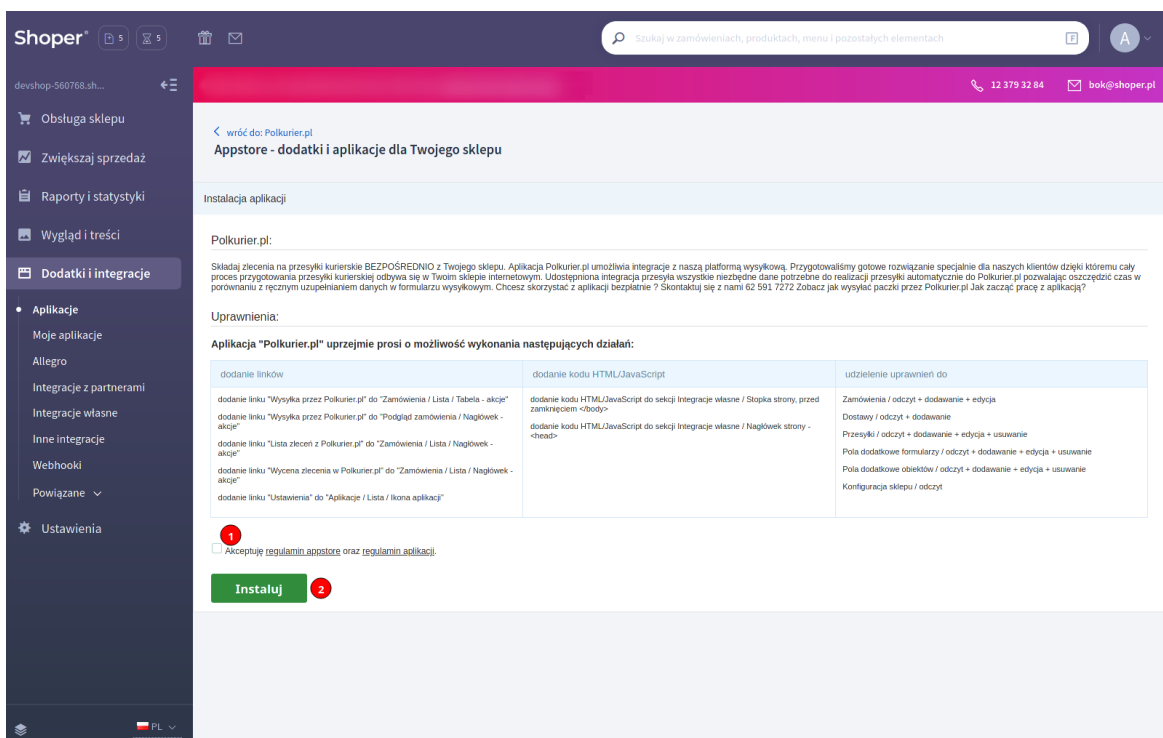 Shoper®
5
5
Szukaj w zamówieniach, produktach, menu i pozostałych elementach
F
A
devshop-560768.sh...
12 379 32 84
bok@shoper.pl
Obsługa sklepu
Zwiększaj sprzedaż
Raporty i statystyki
Wygląd i treści
Dodatki i integracje
Aplikacje
Moje aplikacje
Allegro
Integracje z partnerami
Integracje własne
Inne integracje
Webhooki
Powiązane
Ustawienia
PL
wróć do: Polkurier.pl
Appstore - dodatki i aplikacje dla Twojego sklepu
Instalacja aplikacji
Polkurier.pl:
Składaj zlecenia na przesyłki kurierskie BEZPOŚREDNIO z Twojego sklepu. Aplikacja Polkurier.pl umożliwia integracje z naszą platformą wysyłkową. Przygotowaliśmy gotowe rozwiązanie specjalnie dla naszych klientów dzięki któremu cały
proces przygotowania przesyłki kurierskiej odbywa się w Twoim sklepie internetowym. Udostępniona integracja przesyła wszystkie niezbędne dane potrzebne do realizacji przesyłki automatycznie do Polkurier.pl pozwalając oszczędzić czas w
porównaniu z ręcznym uzupełnianiem danych w formularzu wysyłkowym. Chcesz skorzystać z aplikacji bezpłatnie ? Skontaktuj się z nami 62 591 7272 Zobacz jak wysyłać paczki przez Polkurier.pl Jak zacząć pracę z aplikacją?
Uprawnienia:
Aplikacja "Polkurier.pl" uprzejmie prosi o możliwość wykonania następujących działań:
dodanie linków
dodanie linku "Wysyłka przez Polkurier.pl" do "Zamówienia / Lista / Tabela - akcje"
dodanie linku "Wysyłka przez Polkurier.pl" do "Podgląd zamówienia / Nagłówek -
akcje"
dodanie linku "Lista zleceń z Polkurier.pl" do "Zamówienia / Lista / Nagłówek -
akcje"
dodanie linku "Wycena zlecenia w Polkurier.pl" do "Zamówienia / Lista / Nagłówek -
akcje"
dodanie linku "Ustawienia" do "Aplikacje / Lista / Ikona aplikacji"
dodanie kodu HTML/JavaScript
dodanie kodu HTML/JavaScript do sekcji Integracje własne / Stopka strony, przed
zamknięciem </body>
dodanie kodu HTML/JavaScript do sekcji Integracje własne / Nagłówek strony -
<head>
udzielenie uprawnień do
Zamówienia / odczyt + dodawanie + edycja
Dostawy / odczyt + dodawanie
Przesyłki / odczyt + dodawanie + edycja + usuwanie
Pola dodatkowe formularzy / odczyt + dodawanie + edycja + usuwanie
Pola dodatkowe obiektów / odczyt + dodawanie + edycja + usuwanie
Konfiguracja sklepu / odczyt
1
Akceptuję regulamin appstore oraz regulamin aplikacji.
Instaluj
2